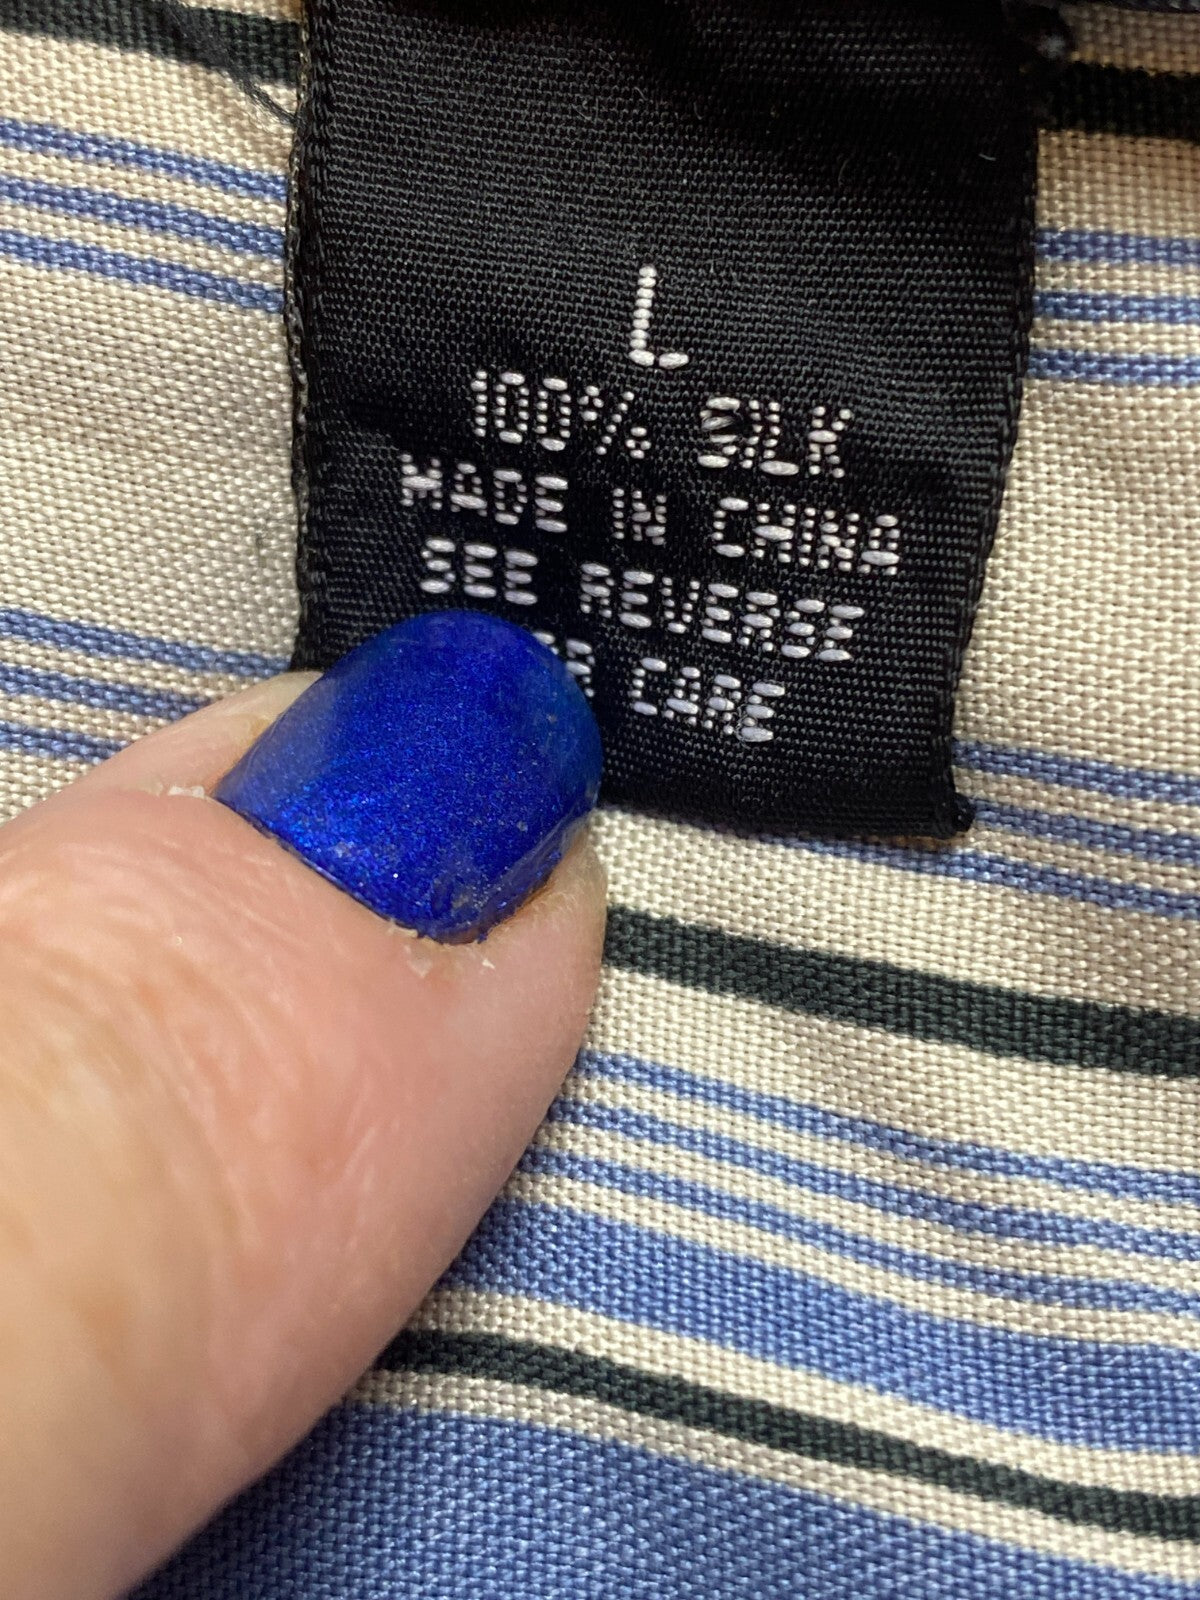 L
100% SILK
MADE IN CHINA
SEE REVERSE
CARE